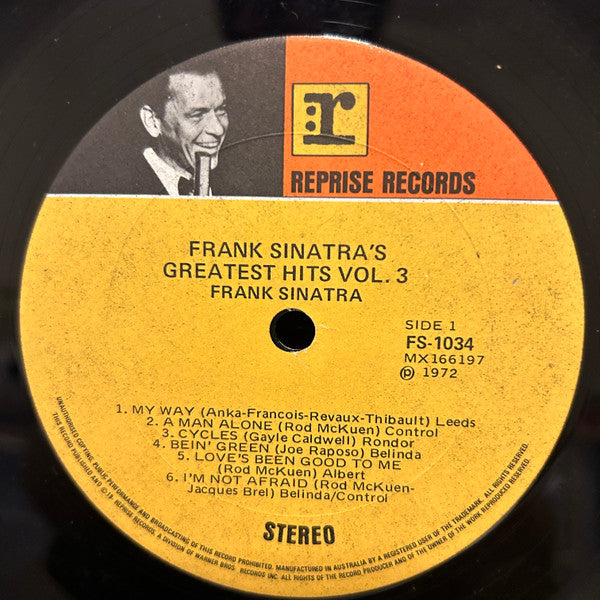 r
REPRISE RECORDS
FRANK SINATRA'S
GREATEST HITS VOL. 3
FRANK SINATRA
SIDE 1
FS-1034
MX166197
℗ 1972
1. MY WAY (Anka-Francois-Revaux-Thibault) Leeds
2. A MAN ALONE (Rod McKuen) Control
3. CYCLES (Gayle Caldwell) Rondor
4. BEIN' GREEN (Joe Raposo) Belinda
5. LOVE'S BEEN GOOD TO ME
(Rod McKuen) Albert
6. I'M NOT AFRAID (Rod McKuen-
Jacques Brel) Belinda/Control
STEREO
UNAUTHORISED COPYING, PUBLIC PERFORMANCE AND BROADCASTING OF THIS RECORD PROHIBITED. MANUFACTURED IN AUSTRALIA BY A REGISTERED USER OF THE TRADEMARK. ALL RIGHTS RESERVED.
THIS RECORD PUBLISHED AND © 19 REPRISE RECORDS, A DIVISION OF WARNER BROS. RECORDS INC. ALL RIGHTS OF THE RECORD PRODUCER AND OF THE OWNER OF THE WORK REPRODUCED RESERVED.